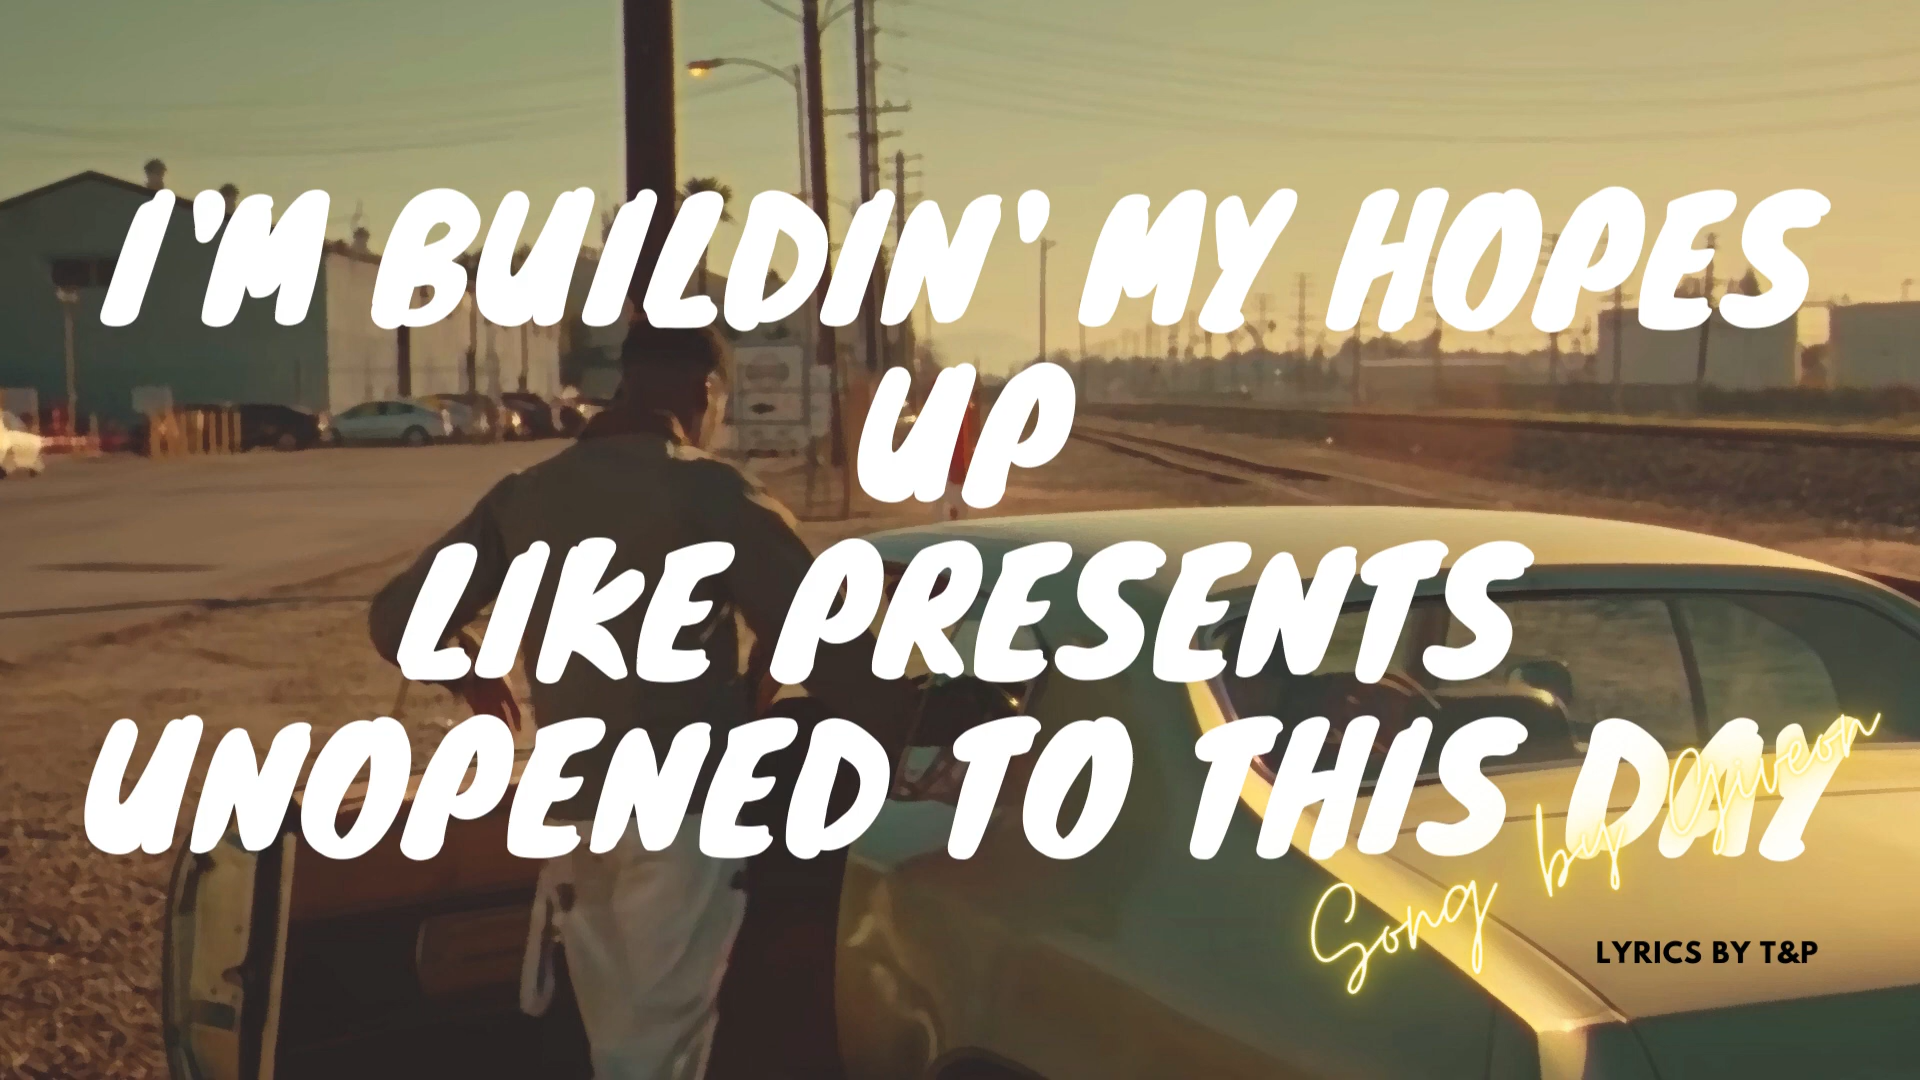 I'M BUILDIN' MY HOPES
UP
LIKE PRESENTS
UNOPENED TO THIS DAY
Song by Giveon
LYRICS BY T&P